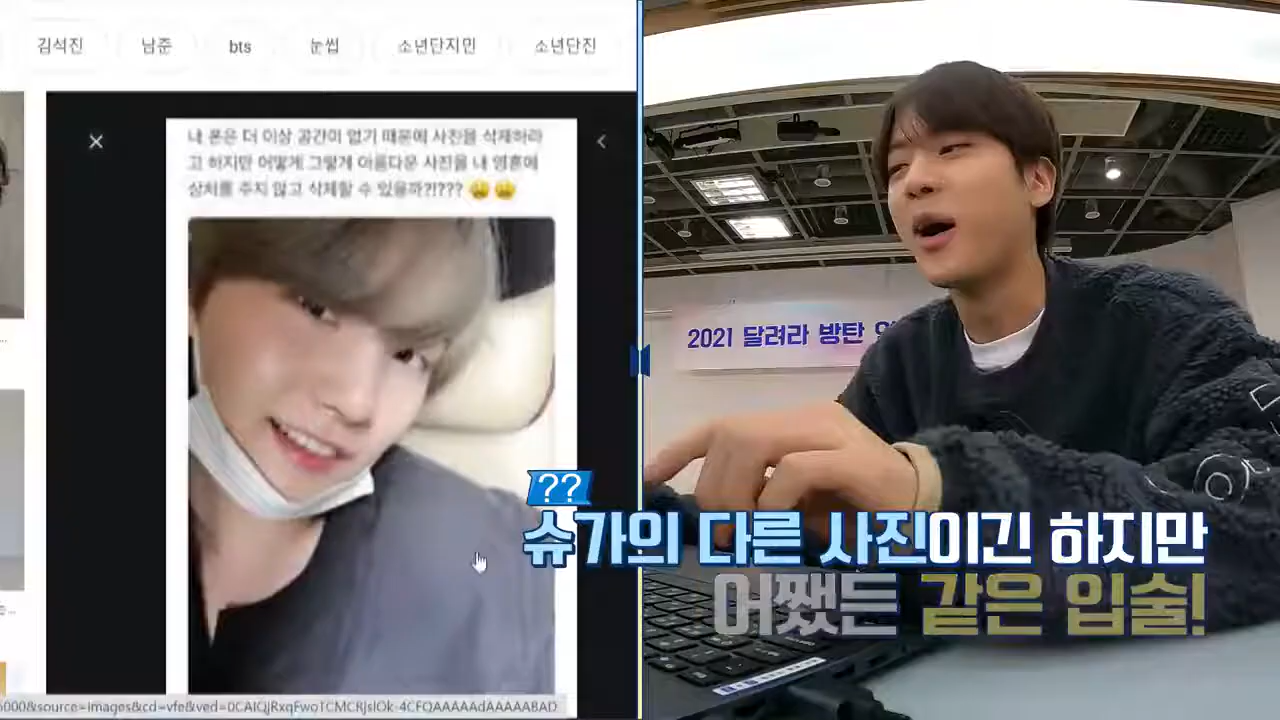 김석진 남준 bts 눈썹 소년단지민 소년단진
내 폰은 더 이상 공간이 없기 때문에 사진을 삭제하라
고 하지만 어떻게 그렇게 아름다운 사진을 내 영혼에
상처를 주지 않고 삭제할 수 있을까?!??? 😩 😩
2021 달려라 방탄
??
슈가의 다른 사진이긴 하지만
어쨌든 같은 입술!